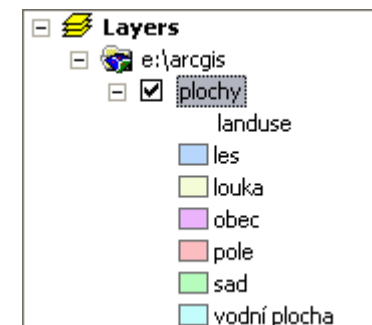 Layers
e:\arcgis
plochy
landuse
les
louka
obec
pole
sad
vodní plocha